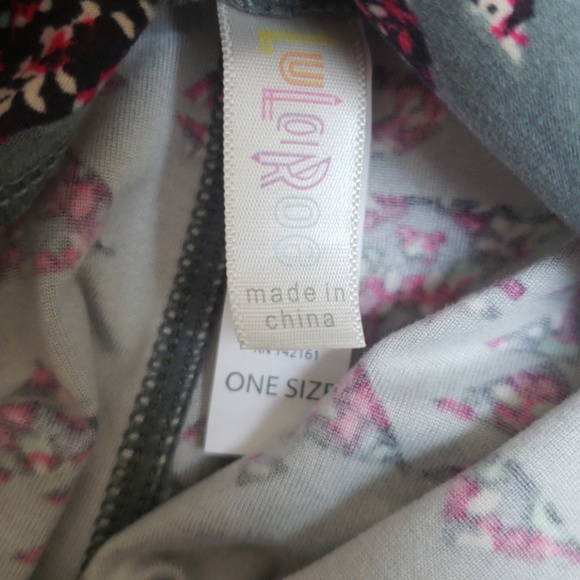 LuLaRoe
made in
china
RN 142161
ONE SIZE